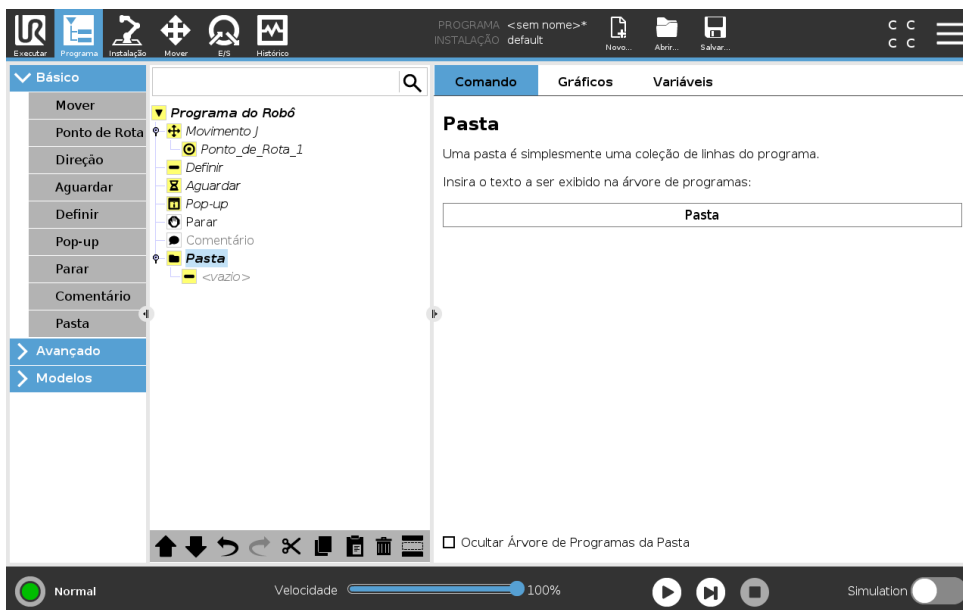 UR
PROGRAMA <sem nome>*
INSTALAÇÃO default
Executar Programa Instalação Mover E/S Histórico
Novo... Abrir... Salvar...
C C
C C
Básico
Mover
Ponto de Rota
Direção
Aguardar
Definir
Pop-up
Parar
Comentário
Pasta
Avançado
Modelos
Programa do Robô
Movimento J
Ponto_de_Rota_1
Definir
Aguardar
Pop-up
Parar
Comentário
Pasta
<vazio>
Comando Gráficos Variáveis
Pasta
Uma pasta é simplesmente uma coleção de linhas do programa.
Insira o texto a ser exibido na árvore de programas:
Pasta
Ocultar Árvore de Programas da Pasta
Normal
Velocidade 100%
Simulation